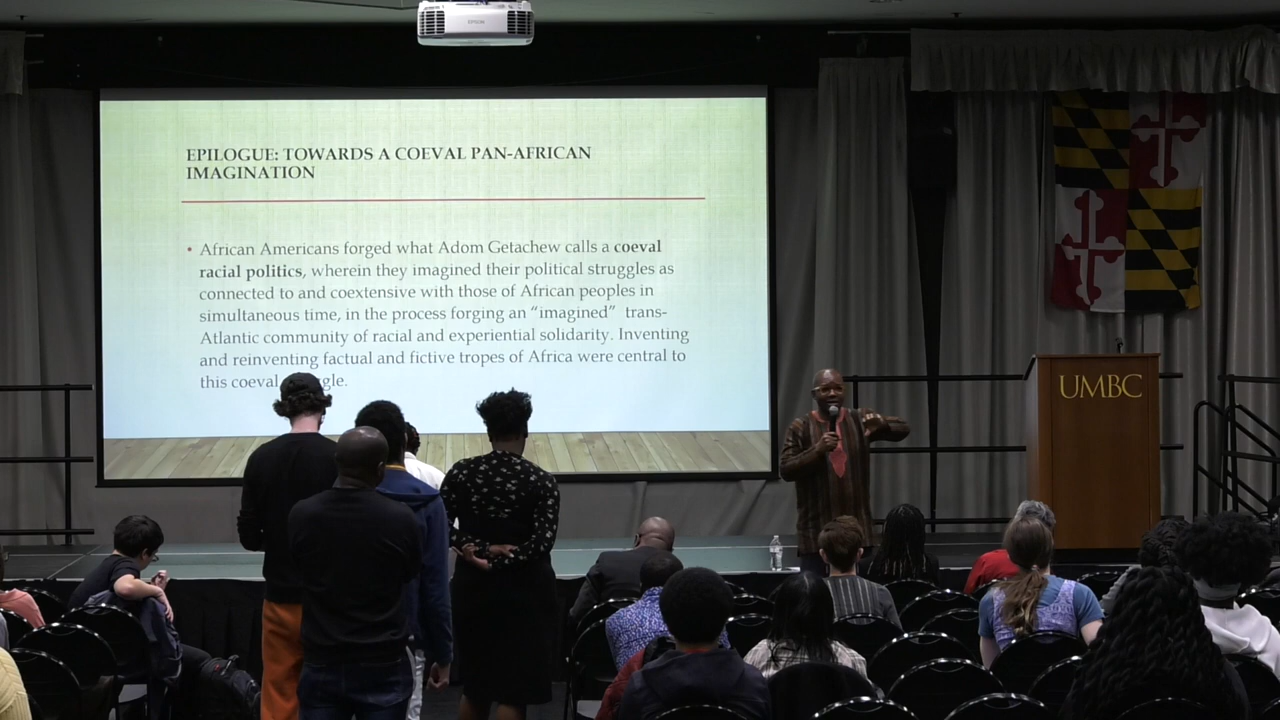 EPSON
EPILOGUE: TOWARDS A COEVAL PAN-AFRICAN
IMAGINATION
• African Americans forged what Adom Getachew calls a coeval
racial politics, wherein they imagined their political struggles as
connected to and coextensive with those of African peoples in
simultaneous time, in the process forging an “imagined” trans-
Atlantic community of racial and experiential solidarity. Inventing
and reinventing factual and fictive tropes of Africa were central to
this coeval gle.
UMBC